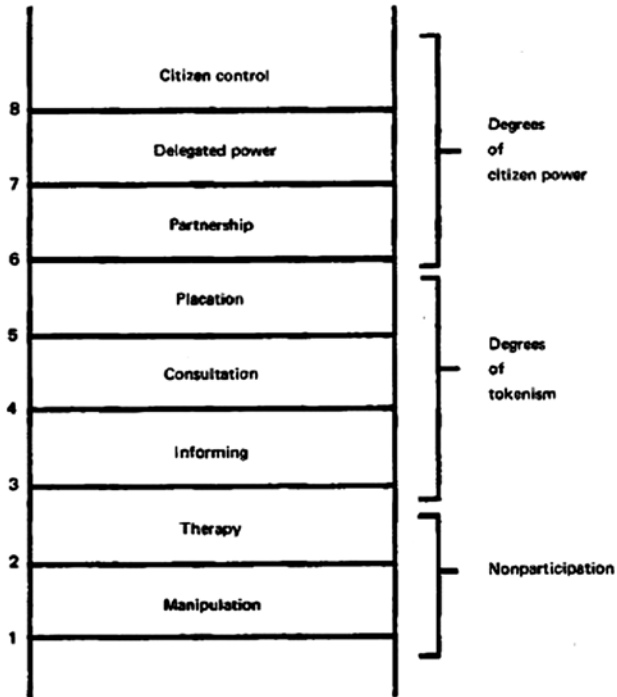 Citizen control
8
Delegated power
7
Partnership
6
Placation
5
Consultation
4
Informing
3
Therapy
2
Manipulation
1
Degrees
of
citizen power
Degrees
of
tokenism
Nonparticipation